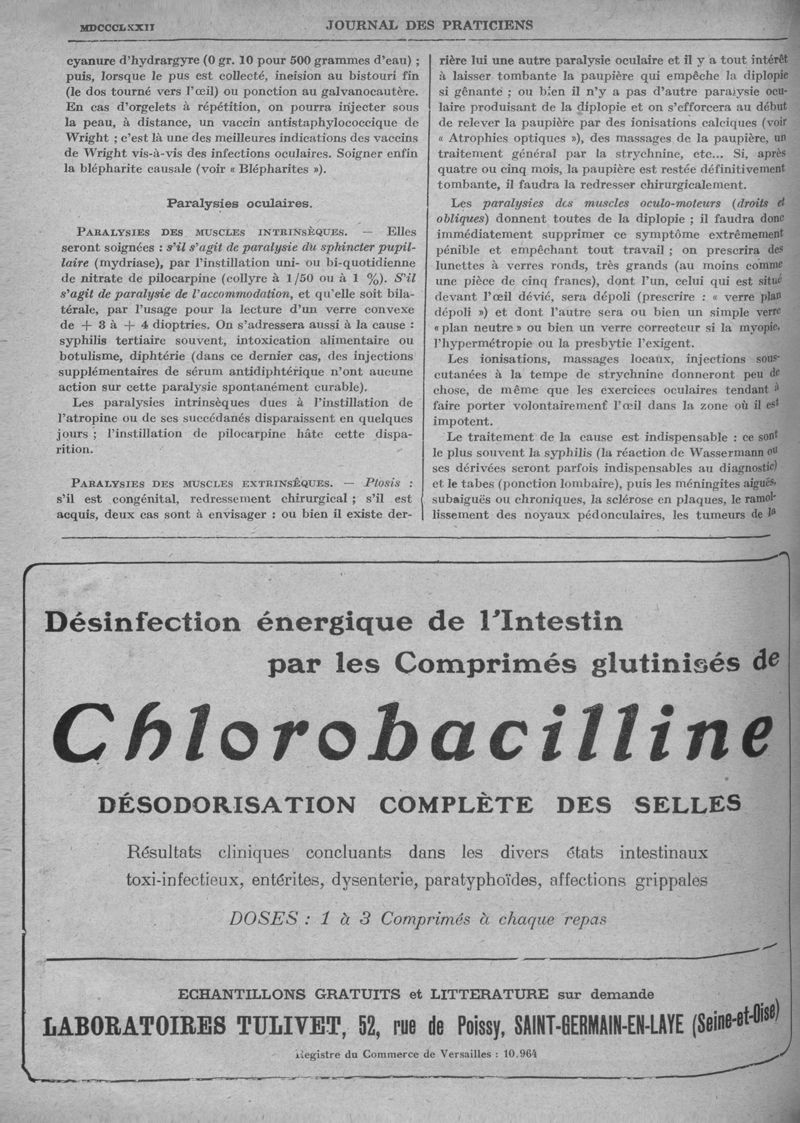 MDCCCLXXII
JOURNAL DES PRATICIENS
cyanure d'hydrargyre (0 gr. 10 pour 500 grammes d'eau) ;
puis, lorsque le pus est collecté, incision au bistouri fin
(le dos tourné vers l'œil) ou ponction au galvanocautère.
En cas d'orgelets à répétition, on pourra injecter sous
la peau, à distance, un vaccin antistaphylococcique de
Wright ; c'est là une des meilleures indications des vaccins
de Wright vis-à-vis des infections oculaires. Soigner enfin
la blépharite causale (voir « Blépharites »).
Paralysies oculaires.
PARALYSIES DES MUSCLES INTRINSÈQUES. — Elles
seront soignées : s'il s'agit de paralysie du sphincter pupil-
laire (mydriase), par l'instillation uni- ou bi-quotidienne
de nitrate de pilocarpine (collyre à 1/50 ou à 1 %). S'il
s'agit de paralysie de l'accommodation, et qu'elle soit bila-
térale, par l'usage pour la lecture d'un verre convexe
de + 3 à + 4 dioptries. On s'adressera aussi à la cause :
syphilis tertiaire souvent, intoxication alimentaire ou
botulisme, diphtérie (dans ce dernier cas, des injections
supplémentaires de sérum antidiphtérique n'ont aucune
action sur cette paralysie spontanément curable).
Les paralysies intrinsèques dues à l'instillation de
l'atropine ou de ses succédanés disparaissent en quelques
jours ; l'instillation de pilocarpine hâte cette dispa-
rition.
PARALYSIES DES MUSCLES EXTRINSÈQUES. — Ptosis :
s'il est congénital, redressement chirurgical ; s'il est
acquis, deux cas sont à envisager : ou bien il existe der-
rière lui une autre paralysie oculaire et il y a tout intérêt
à laisser tombante la paupière qui empêche la diplopie
si gênante ; ou bien il n'y a pas d'autre paralysie ocu-
laire produisant de la diplopie et on s'efforcera au début
de relever la paupière par des ionisations calciques (voir
« Atrophies optiques »), des massages de la paupière, un
traitement général par la strychnine, etc... Si, après
quatre ou cinq mois, la paupière est restée définitivement
tombante, il faudra la redresser chirurgicalement.
Les paralysies des muscles oculo-moteurs (droits et
obliques) donnent toutes de la diplopie ; il faudra donc
immédiatement supprimer ce symptôme extrêmement
pénible et empêchant tout travail ; on prescrira des
lunettes à verres ronds, très grands (au moins comme
une pièce de cinq francs), dont l'un, celui qui est situé
devant l'œil dévié, sera dépoli (prescrire : « verre plan
dépoli ») et dont l'autre sera ou bien un simple verre
« plan neutre » ou bien un verre correcteur si la myopie,
l'hypermétropie ou la presbytie l'exigent.
Les ionisations, massages locaux, injections sous-
cutanées à la tempe de strychnine donneront peu de
chose, de même que les exercices oculaires tendant à
faire porter volontairement l'œil dans la zone où il est
impotent.
Le traitement de la cause est indispensable : ce sont
le plus souvent la syphilis (la réaction de Wassermann ou
ses dérivées seront parfois indispensables au diagnostic)
et le tabes (ponction lombaire), puis les méningites aiguës,
subaiguës ou chroniques, la sclérose en plaques, le ramol-
lissement des noyaux pédonculaires, les tumeurs de la
Désinfection énergique de l'Intestin
par les Comprimés glutinisés de
Chlorobacilline
DÉSODORISATION COMPLÈTE DES SELLES
Résultats cliniques concluants dans les divers états intestinaux
toxi-infectieux, entérites, dysenterie, paratyphoïdes, affections grippales
DOSES : 1 à 3 Comprimés à chaque repas
ECHANTILLONS GRATUITS et LITTERATURE sur demande
LABORATOIRES TULIVET, 52, rue de Poissy, SAINT-GERMAIN-EN-LAYE (Seine-et-Oise)
Registre du Commerce de Versailles : 10.964